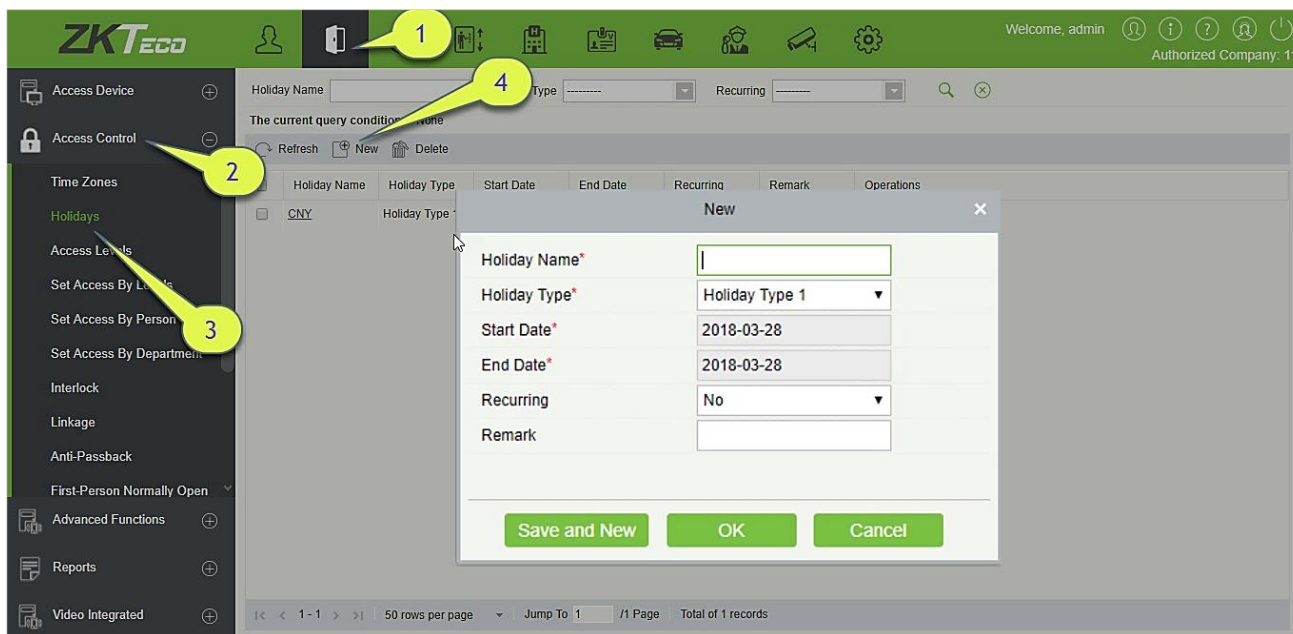 ZKTECO
1
Welcome, admin
Authorized Company: 1
Access Device
Access Control
2
Time Zones
Holidays
Access Levels
Set Access By Levels
Set Access By Person
3
Set Access By Department
Interlock
Linkage
Anti-Passback
First-Person Normally Open
Advanced Functions
Reports
Video Integrated
Holiday Name 4 Type --------- Recurring ---------
The current query conditions None
Refresh New Delete
Holiday Name Holiday Type Start Date End Date Recurring Remark Operations
CNY Holiday Type 1
New
Holiday Name*
Holiday Type* Holiday Type 1
Start Date* 2018-03-28
End Date* 2018-03-28
Recurring No
Remark
Save and New OK Cancel
|< < 1 - 1 > >| 50 rows per page Jump To 1 /1 Page Total of 1 records